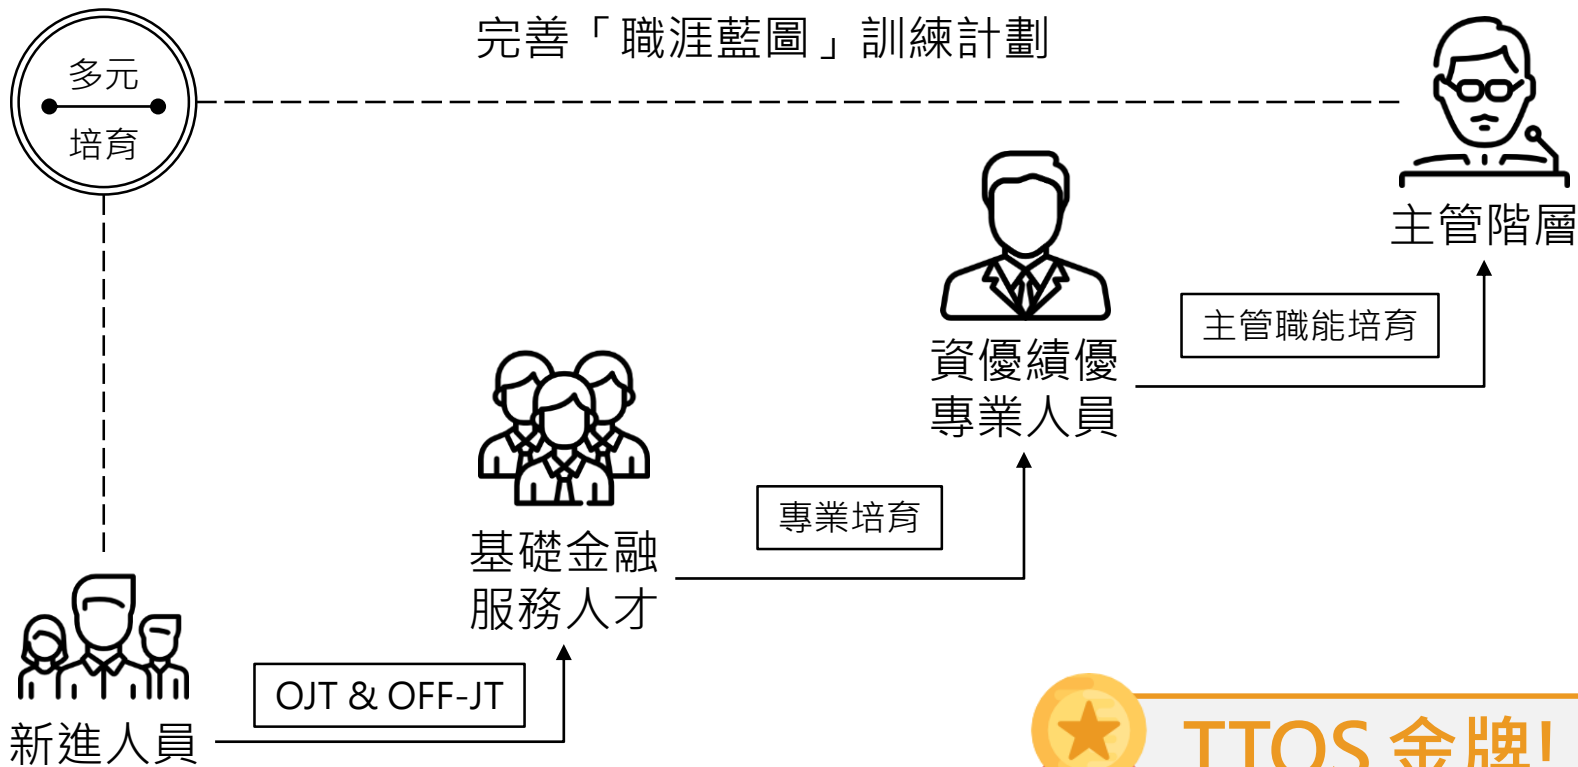 完善「職涯藍圖」訓練計劃
多元
培育
主管階層
主管職能培育
資優績優
專業人員
專業培育
基礎金融
服務人才
OJT & OFF-JT
新進人員
TTQS 金牌!